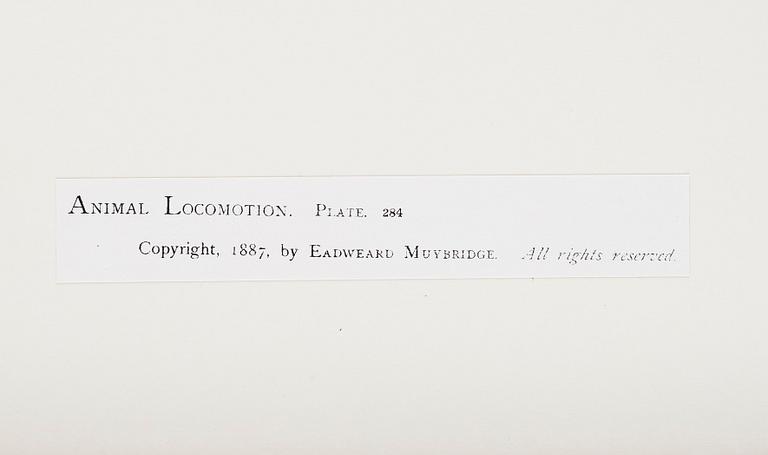 Animal Locomotion. Plate. 284
Copyright, 1887, by Eadweard Muybridge. All rights reserved.